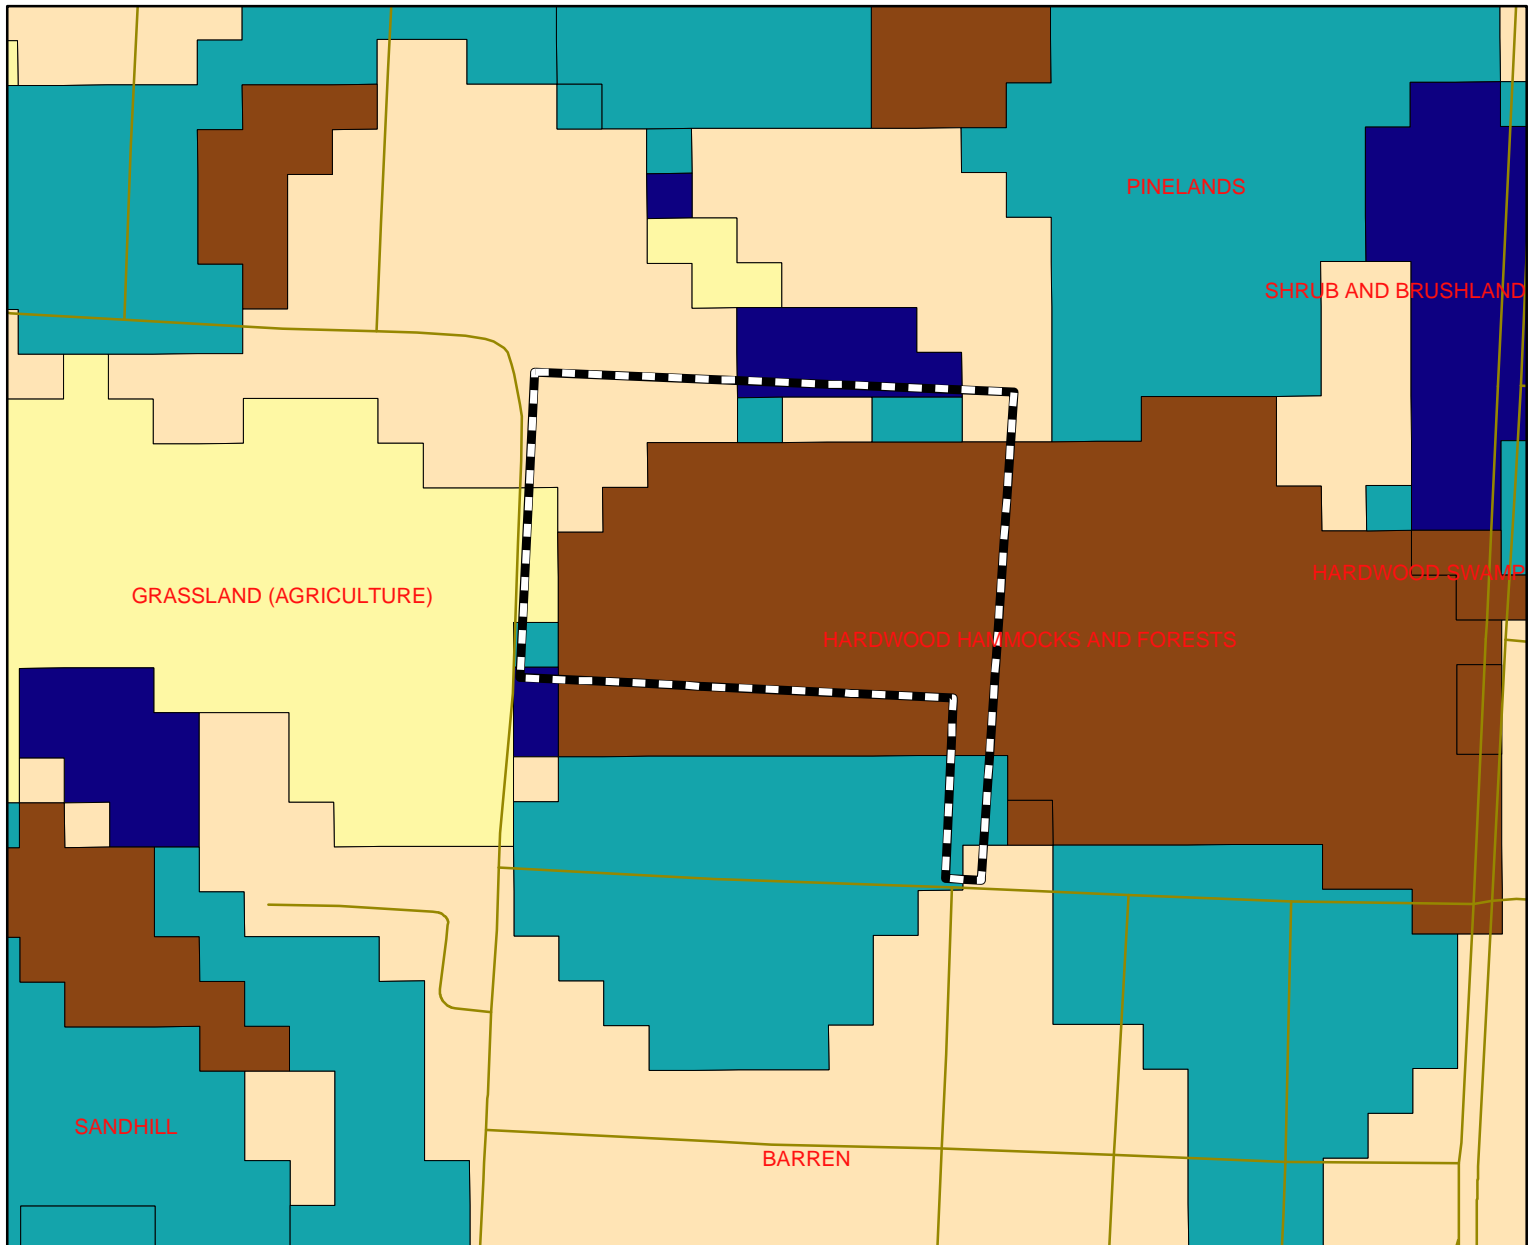 PINELANDS
SHRUB AND BRUSHLAND
HARDWOOD SWAMP
GRASSLAND (AGRICULTURE)
HARDWOOD HAMMOCKS AND FORESTS
SANDHILL
BARREN